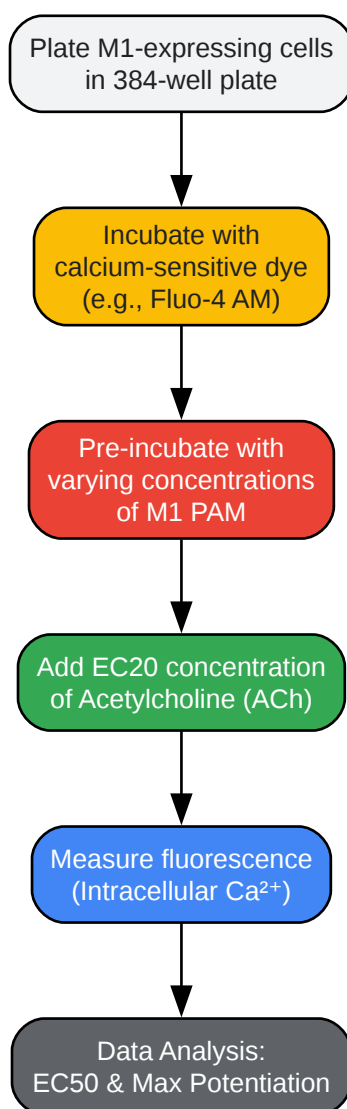 Plate M1-expressing cells
in 384-well plate
Incubate with
calcium-sensitive dye
(e.g., Fluo-4 AM)
Pre-incubate with
varying concentrations
of M1 PAM
Add EC20 concentration
of Acetylcholine (ACh)
Measure fluorescence
(Intracellular Ca²⁺)
Data Analysis:
EC50 & Max Potentiation